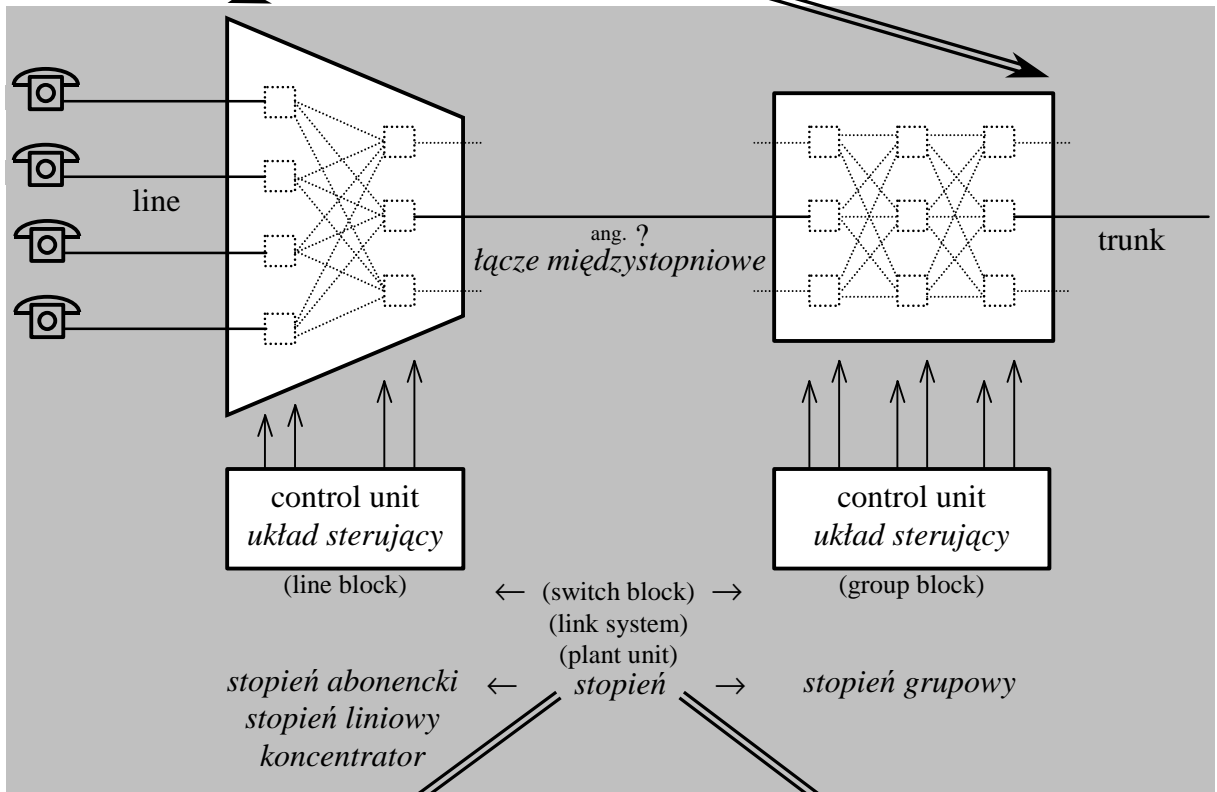 line
ang. ?
łącze międzystopniowe
trunk
control unit
układ sterujący
(line block)
control unit
układ sterujący
(group block)
← (switch block) →
(link system)
(plant unit)
stopień abonencki ← stopień → stopień grupowy
stopień liniowy
koncentrator